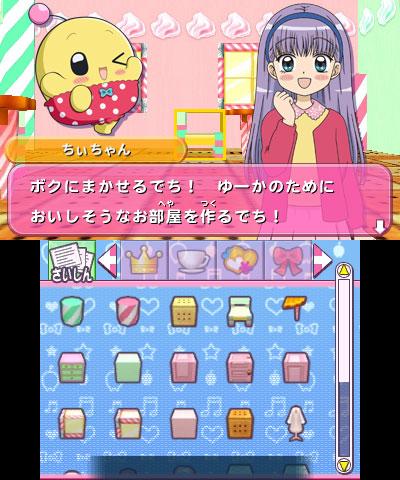 ちぃちゃん
ボクにまかせるでち！　ゆーかのために
おいしそうなお部屋を作るでち！
へや
つく
さいしん